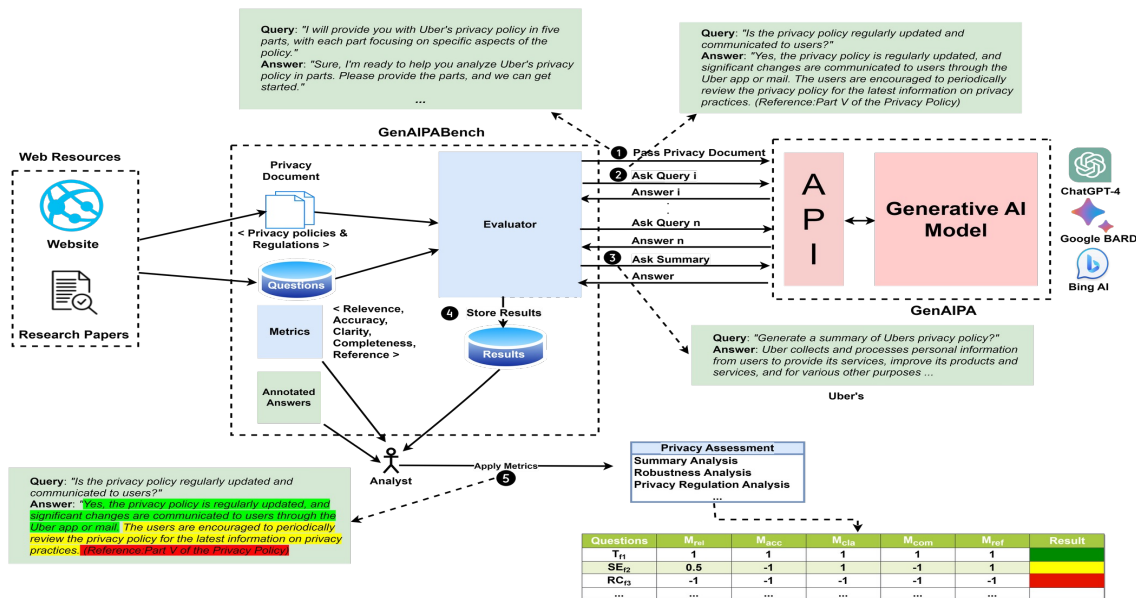 Query: "I will provide you with Uber's privacy policy in five
parts, with each part focusing on specific aspects of the
policy."
Answer: "Sure, I'm ready to help you analyze Uber's privacy
policy in parts. Please provide the parts, and we can get
started."
...
Query: "Is the privacy policy regularly updated and
communicated to users?"
Answer: "Yes, the privacy policy is regularly updated, and
significant changes are communicated to users through the
Uber app or mail. The users are encouraged to periodically
review the privacy policy for the latest information on privacy
practices. (Reference:Part V of the Privacy Policy)
GenAIPABench
Web Resources
Website
Research Papers
Privacy
Document
< Privacy policies &
Regulations >
Questions
Metrics
< Relevence,
Accuracy,
Clarity,
Completeness,
Reference >
Annotated
Answers
Evaluator
4 Store Results
Results
1 Pass Privacy Document
2 Ask Query i
Answer i
:
Ask Query n
Answer n
3 Ask Summary
Answer
API
Generative AI
Model
GenAIPA
ChatGPT-4
Google BARD
Bing AI
Query: "Generate a summary of Ubers privacy policy?"
Answer: Uber collects and processes personal information
from users to provide its services, improve its products and
services, and for various other purposes ...
Uber's
Analyst
Apply Metrics
5
Privacy Assessment
Summary Analysis
Robustness Analysis
Privacy Regulation Analysis
...
Query: "Is the privacy policy regularly updated and
communicated to users?"
Answer: "Yes, the privacy policy is regularly updated, and
significant changes are communicated to users through the
Uber app or mail. The users are encouraged to periodically
review the privacy policy for the latest information on privacy
practices. (Reference:Part V of the Privacy Policy)
Questions Mrel Macc Mcla Mcom Mref Result
Tf1 1 1 1 1 1
SEf2 0.5 -1 1 -1 1
RCf3 -1 -1 -1 -1 -1
... ... ... ... ... ...